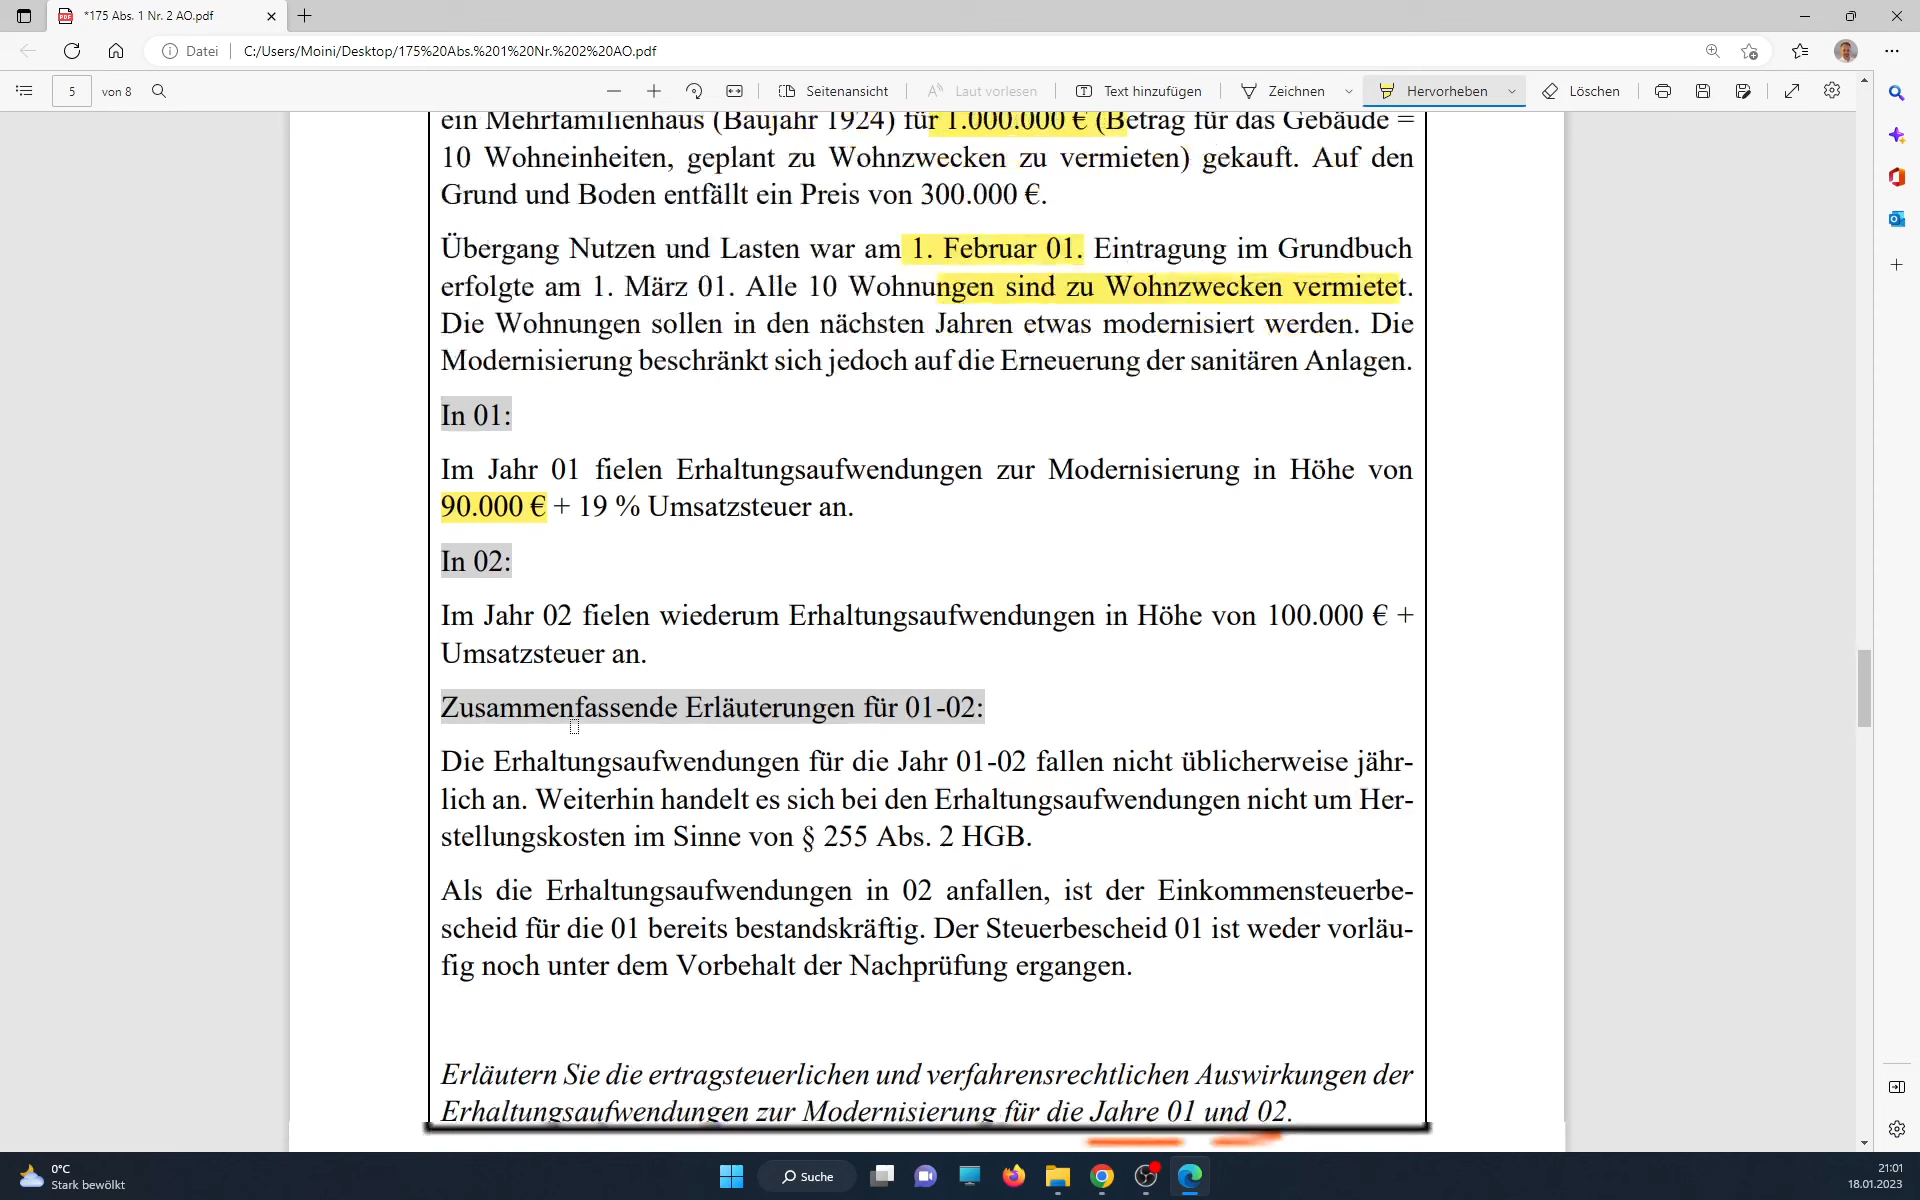 *175 Abs. 1 Nr. 2 AO.pdf
Datei
C:/Users/Moini/Desktop/175%20Abs.%201%20Nr.%202%20AO.pdf
5 von 8
Seitenansicht
Laut vorlesen
Text hinzufügen
Zeichnen
Hervorheben
Löschen
ein Mehrfamilienhaus (Baujahr 1924) für 1.000.000 € (Betrag für das Gebäude =
10 Wohneinheiten, geplant zu Wohnzwecken zu vermieten) gekauft. Auf den
Grund und Boden entfällt ein Preis von 300.000 €.
Übergang Nutzen und Lasten war am 1. Februar 01. Eintragung im Grundbuch
erfolgte am 1. März 01. Alle 10 Wohnungen sind zu Wohnzwecken vermietet.
Die Wohnungen sollen in den nächsten Jahren etwas modernisiert werden. Die
Modernisierung beschränkt sich jedoch auf die Erneuerung der sanitären Anlagen.
In 01:
Im Jahr 01 fielen Erhaltungsaufwendungen zur Modernisierung in Höhe von
90.000 € + 19 % Umsatzsteuer an.
In 02:
Im Jahr 02 fielen wiederum Erhaltungsaufwendungen in Höhe von 100.000 € +
Umsatzsteuer an.
Zusammenfassende Erläuterungen für 01-02:
Die Erhaltungsaufwendungen für die Jahr 01-02 fallen nicht üblicherweise jähr-
lich an. Weiterhin handelt es sich bei den Erhaltungsaufwendungen nicht um Her-
stellungskosten im Sinne von § 255 Abs. 2 HGB.
Als die Erhaltungsaufwendungen in 02 anfallen, ist der Einkommensteuerbe-
scheid für die 01 bereits bestandskräftig. Der Steuerbescheid 01 ist weder vorläu-
fig noch unter dem Vorbehalt der Nachprüfung ergangen.
Erläutern Sie die ertragsteuerlichen und verfahrensrechtlichen Auswirkungen der
Erhaltungsaufwendungen zur Modernisierung für die Jahre 01 und 02.
0°C
Stark bewölkt
Suche
21:01
18.01.2023